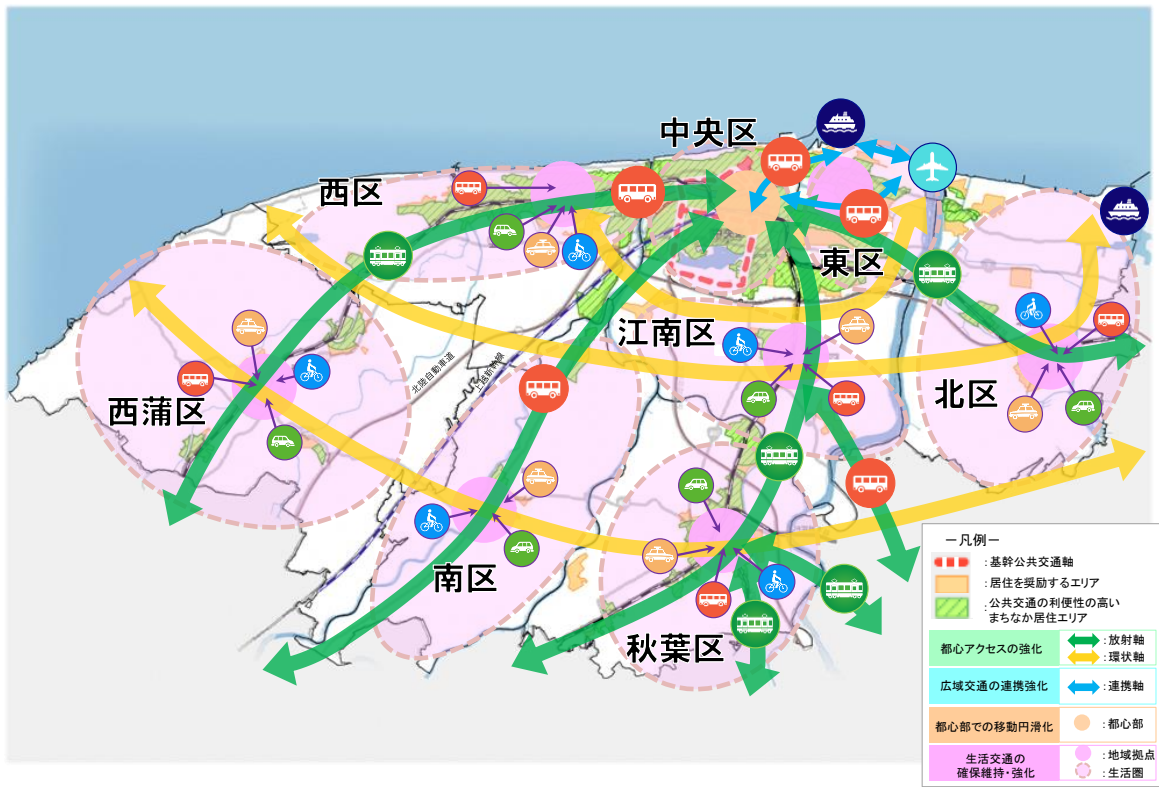 中央区
西区
東区
江南区
北陸自動車道
上越新幹線
北区
西蒲区
南区
秋葉区
－凡例－
：基幹公共交通軸
：居住を奨励するエリア
：公共交通の利便性の高い
まちなか居住エリア
都心アクセスの強化
：放射軸
：環状軸
広域交通の連携強化
：連携軸
都心部での移動円滑化
：都心部
生活交通の
確保維持・強化
：地域拠点
：生活圏